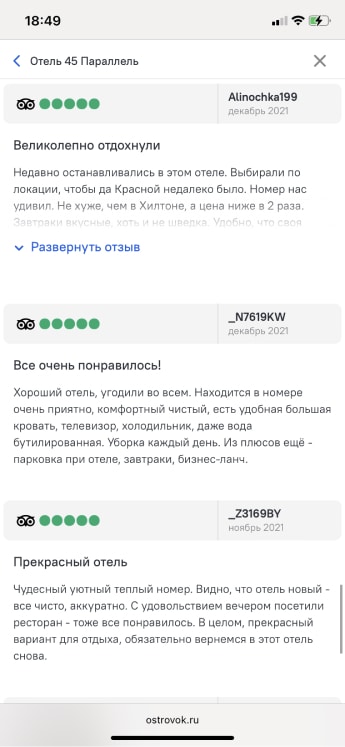 18:49
Отель 45 Параллель
Alinochka199
декабрь 2021
Великолепно отдохнули
Недавно останавливались в этом отеле. Выбирали по
локации, чтобы да Красной недалеко было. Номер нас
удивил. Не хуже, чем в Хилтоне, а цена ниже в 2 раза.
Завтраки вкусные, хоть и не шведка. Удобно, что своя
Развернуть отзыв
_N7619KW
декабрь 2021
Все очень понравилось!
Хороший отель, угодили во всем. Находится в номере
очень приятно, комфортный чистый, есть удобная большая
кровать, телевизор, холодильник, даже вода
бутилированная. Уборка каждый день. Из плюсов ещё -
парковка при отеле, завтраки, бизнес-ланч.
_Z3169BY
ноябрь 2021
Прекрасный отель
Чудесный уютный теплый номер. Видно, что отель новый -
все чисто, аккуратно. С удовольствием вечером посетили
ресторан - тоже все понравилось. В целом, прекрасный
вариант для отдыха, обязательно вернемся в этот отель
снова.
ostrovok.ru